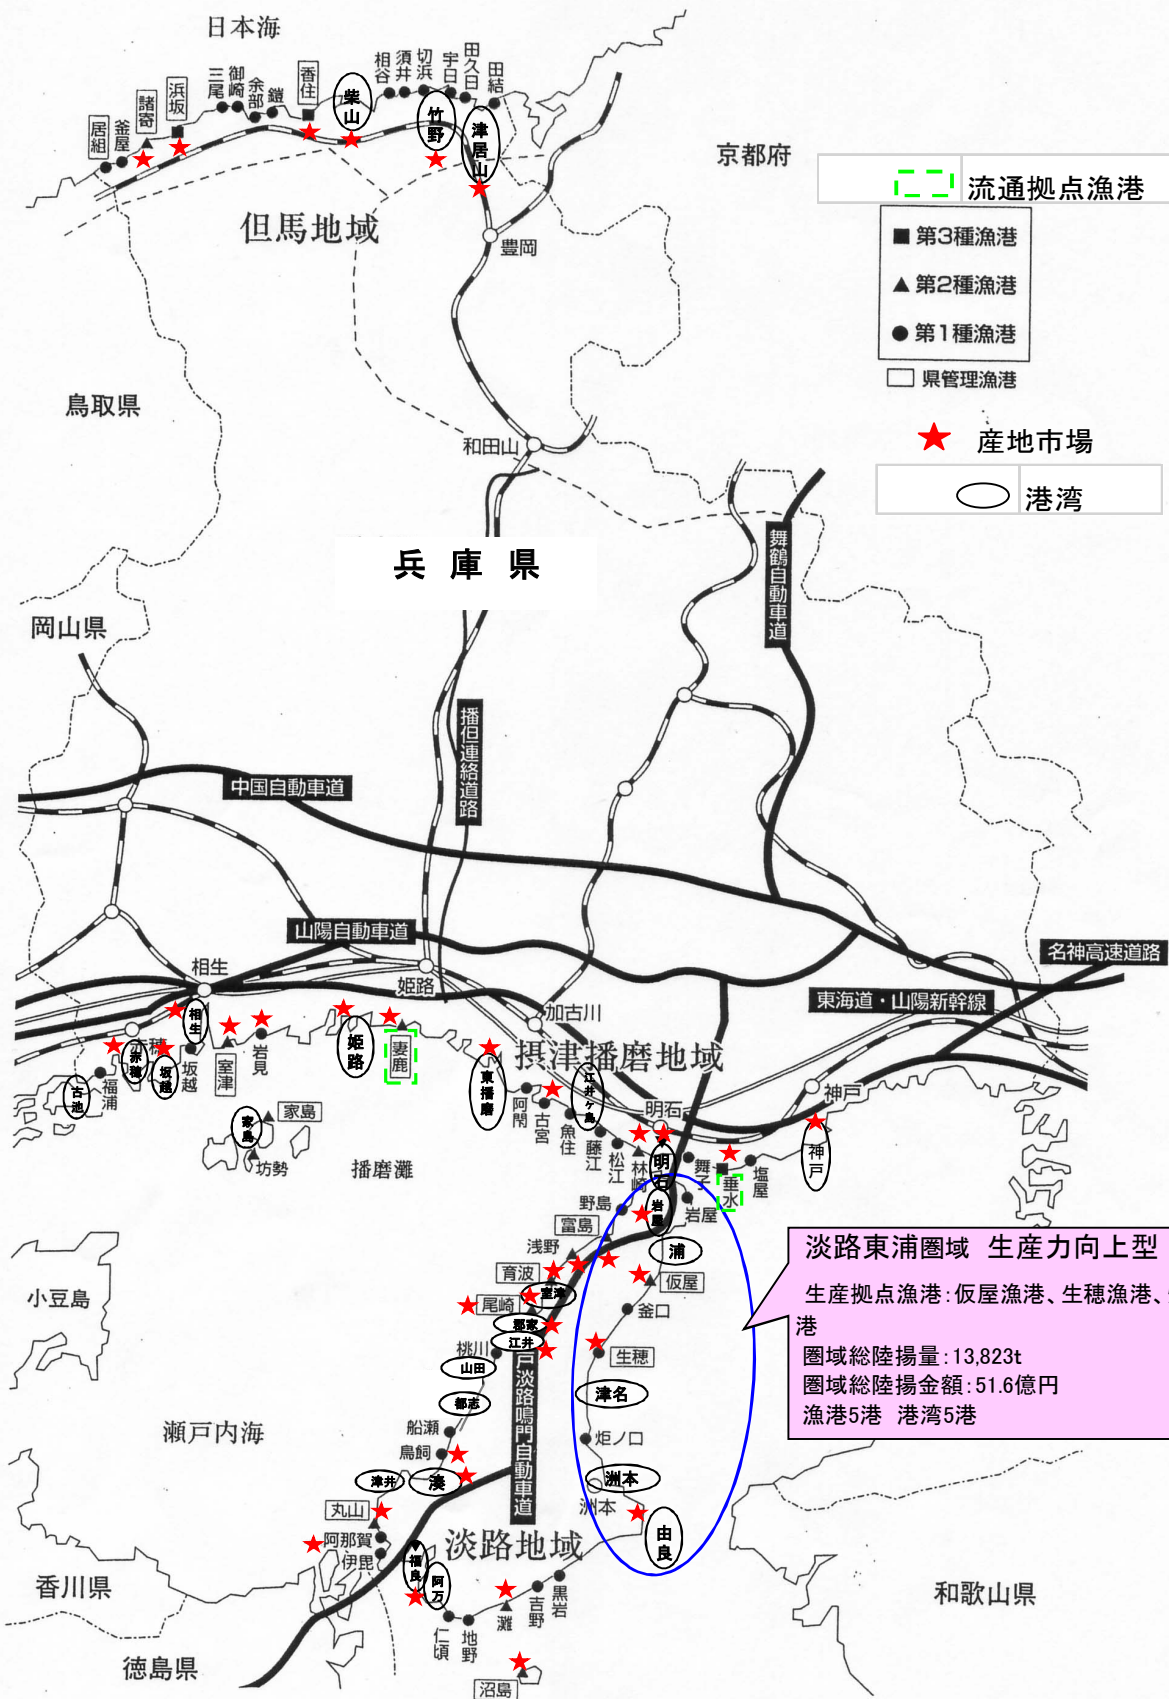 日本海
居組
釜屋
諸寄
浜坂
三尾
御崎
余部
鎧
香住
柴山
相谷
須井
切浜
竹野
宇日
田久日
津居山
田結
京都府
流通拠点漁港
第3種漁港
第2種漁港
第1種漁港
県管理漁港
産地市場
港湾
但馬地域
豊岡
鳥取県
和田山
兵庫県
舞鶴自動車道
岡山県
播但連絡道路
中国自動車道
山陽自動車道
名神高速道路
東海道・山陽新幹線
相生
姫路
加古川
摂津播磨地域
神戸
明石
赤穂
古池
福浦
赤穂
坂越
坂越
相生
室津
岩見
姫路
妻鹿
東播磨
阿閇
古宮
魚住
江井ヶ島
藤江
松江
林崎
明石
舞子
垂水
塩屋
神戸
家島
家島
坊勢
播磨灘
野島
岩屋
岩屋
富島
浦
浅野
育波
仮屋
室津
尾崎
釜口
郡家
江井
生穂
桃川
山田
津名
都志
戸淡路鳴門自動車道
船瀬
炬ノ口
鳥飼
津井
湊
洲本
洲本
丸山
由良
阿那賀
伊毘
淡路地域
福良
阿万
仁頃
地野
灘
吉野
黒岩
沼島
小豆島
瀬戸内海
香川県
徳島県
和歌山県
淡路東浦圏域 生産力向上型
生産拠点漁港：仮屋漁港、生穂漁港、
港
圏域総陸揚量：13,823t
圏域総陸揚金額：51.6億円
漁港5港 港湾5港